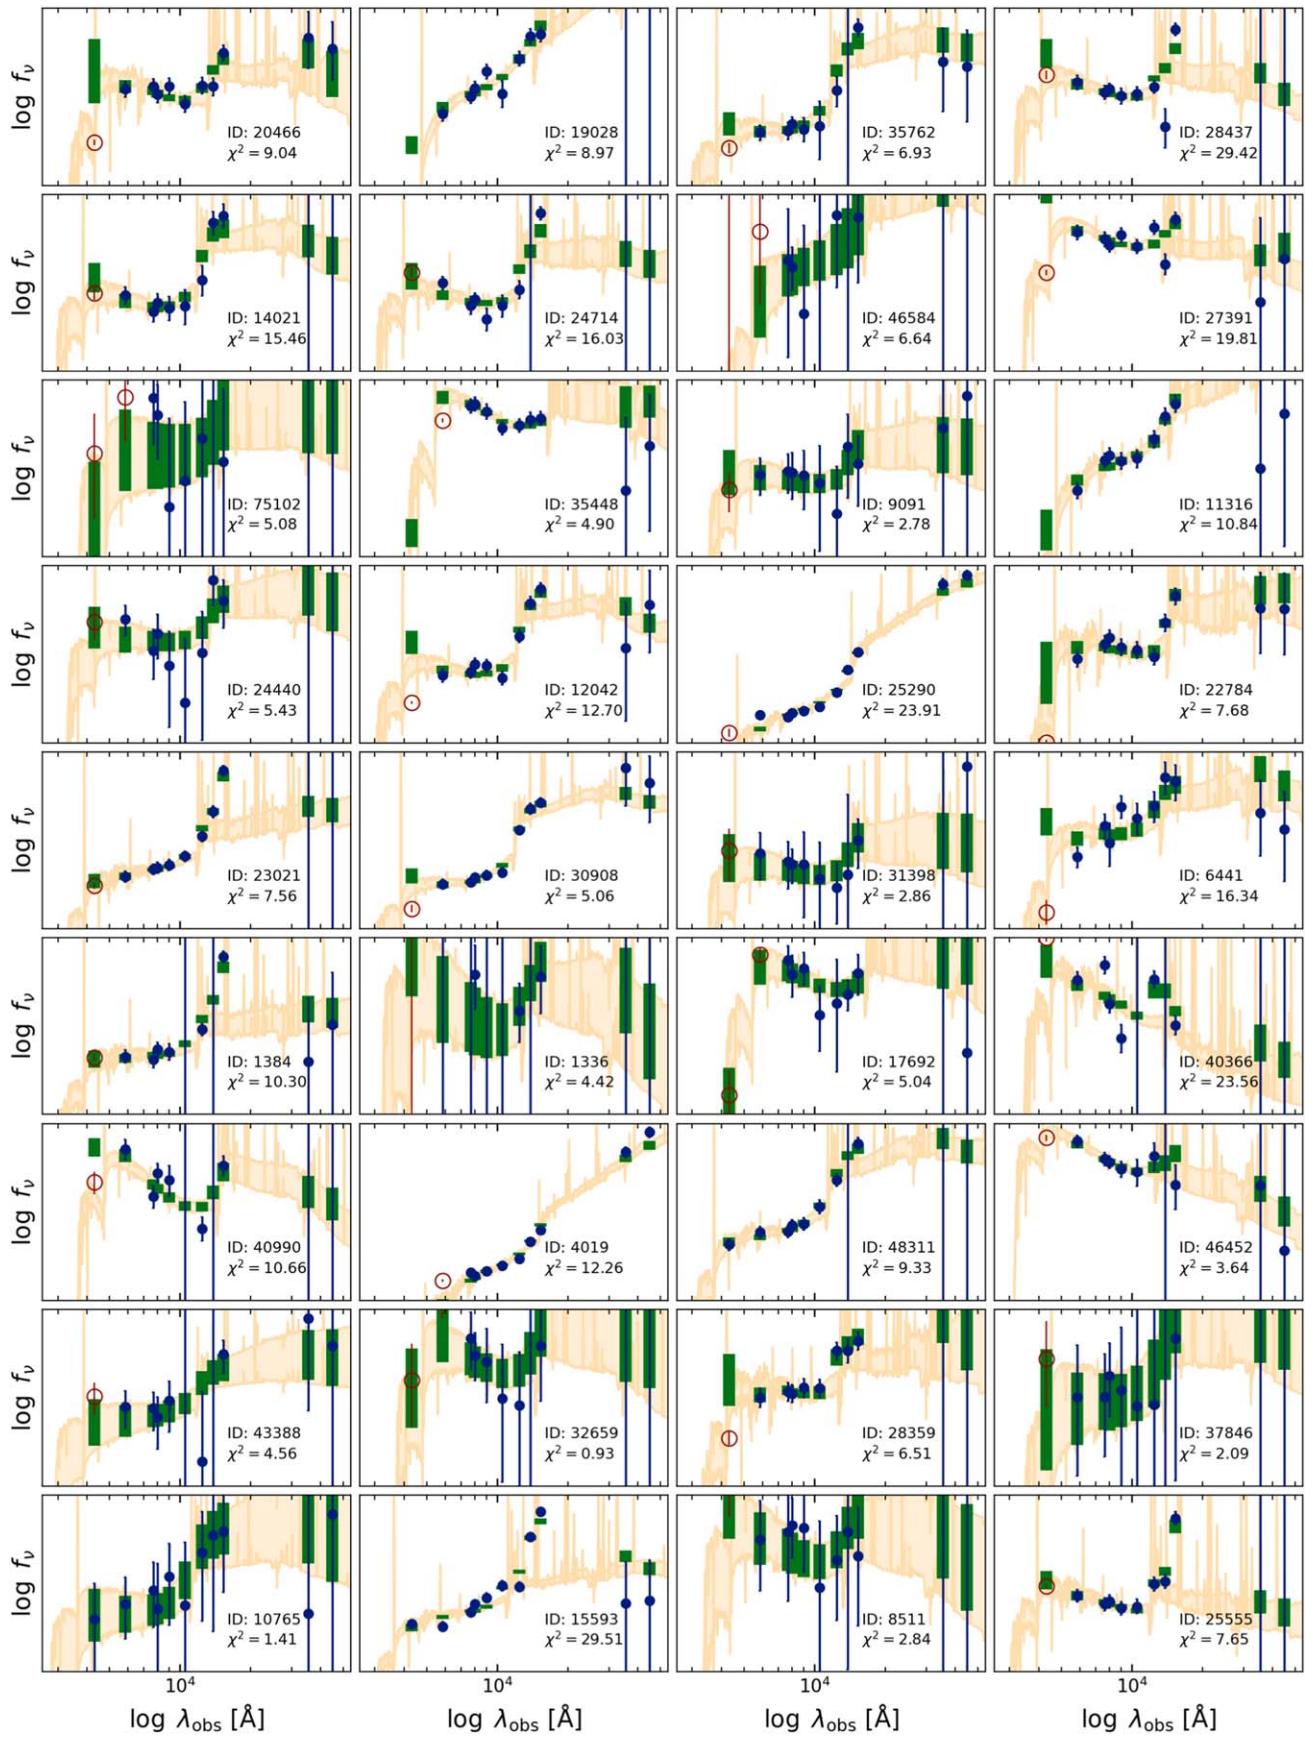 log fν
ID: 20466
χ² = 9.04
ID: 19028
χ² = 8.97
ID: 35762
χ² = 6.93
ID: 28437
χ² = 29.42
log fν
ID: 14021
χ² = 15.46
ID: 24714
χ² = 16.03
ID: 46584
χ² = 6.64
ID: 27391
χ² = 19.81
log fν
ID: 75102
χ² = 5.08
ID: 35448
χ² = 4.90
ID: 9091
χ² = 2.78
ID: 11316
χ² = 10.84
log fν
ID: 24440
χ² = 5.43
ID: 12042
χ² = 12.70
ID: 25290
χ² = 23.91
ID: 22784
χ² = 7.68
log fν
ID: 23021
χ² = 7.56
ID: 30908
χ² = 5.06
ID: 31398
χ² = 2.86
ID: 6441
χ² = 16.34
log fν
ID: 1384
χ² = 10.30
ID: 1336
χ² = 4.42
ID: 17692
χ² = 5.04
ID: 40366
χ² = 23.56
log fν
ID: 40990
χ² = 10.66
ID: 4019
χ² = 12.26
ID: 48311
χ² = 9.33
ID: 46452
χ² = 3.64
log fν
ID: 43388
χ² = 4.56
ID: 32659
χ² = 0.93
ID: 28359
χ² = 6.51
ID: 37846
χ² = 2.09
log fν
ID: 10765
χ² = 1.41
ID: 15593
χ² = 29.51
ID: 8511
χ² = 2.84
ID: 25555
χ² = 7.65
10⁴
10⁴
10⁴
10⁴
log λobs [Å]
log λobs [Å]
log λobs [Å]
log λobs [Å]